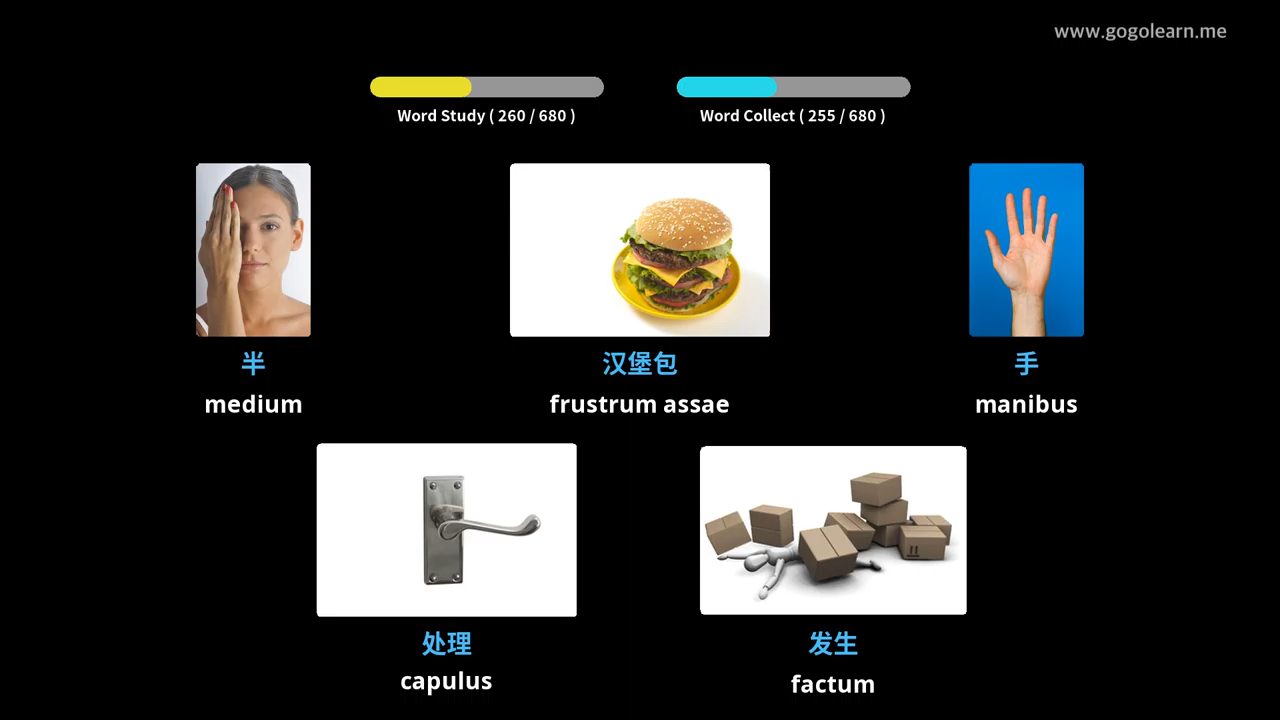 www.gogolearn.me
Word Study ( 260 / 680 )
Word Collect ( 255 / 680 )
半
汉堡包
手
medium
frustrum assae
manibus
处理
发生
capulus
factum